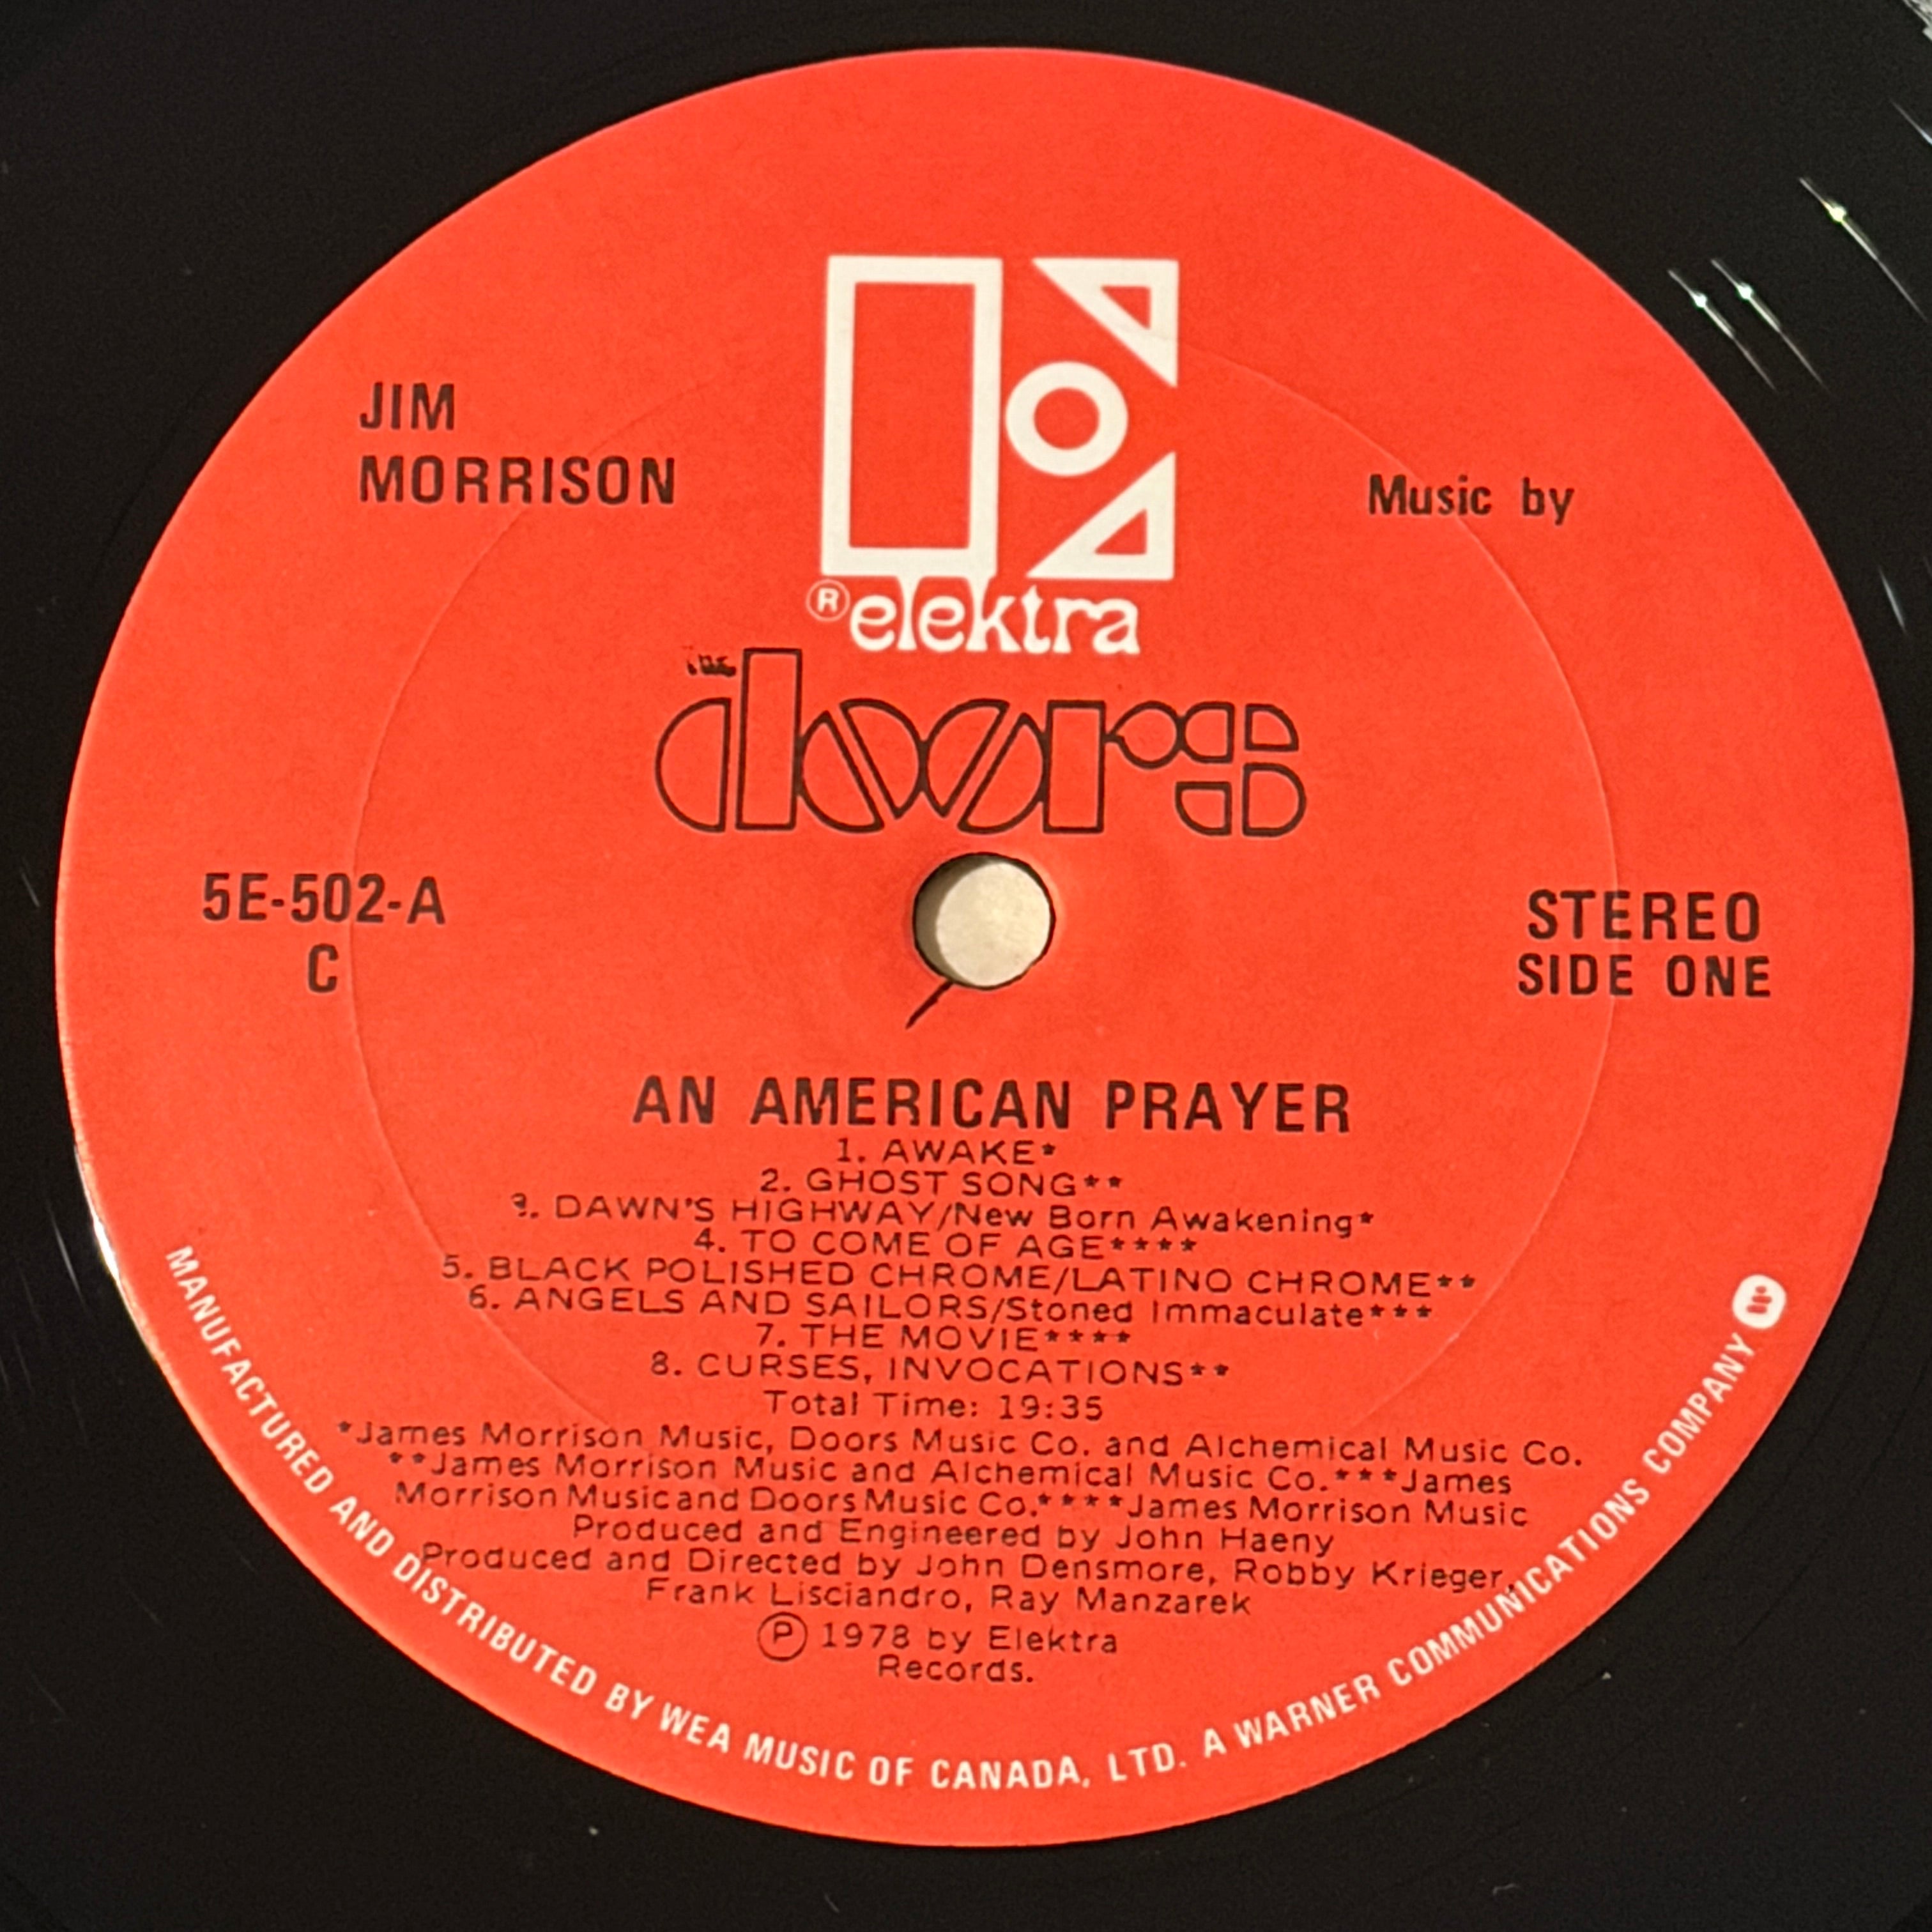 JIM
MORRISON
Music by
® elektra
THE
doors
5E-502-A
C
STEREO
SIDE ONE
AN AMERICAN PRAYER
1. AWAKE*
2. GHOST SONG**
3. DAWN'S HIGHWAY/New Born Awakening*
4. TO COME OF AGE****
5. BLACK POLISHED CHROME/LATINO CHROME**
6. ANGELS AND SAILORS/Stoned Immaculate***
7. THE MOVIE****
8. CURSES, INVOCATIONS**
Total Time: 19:35
*James Morrison Music, Doors Music Co. and Alchemical Music Co.
**James Morrison Music and Alchemical Music Co.***James
Morrison Music and Doors Music Co.****James Morrison Music
Produced and Engineered by John Haeny
Produced and Directed by John Densmore, Robby Krieger,
Frank Lisciandro, Ray Manzarek
Ⓟ 1978 by Elektra
Records.
MANUFACTURED AND DISTRIBUTED BY WEA MUSIC OF CANADA, LTD. A WARNER COMMUNICATIONS COMPANY